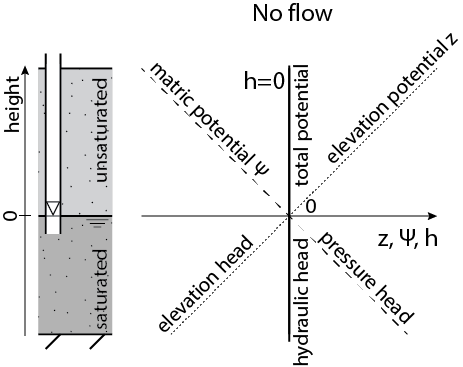 No flow
height
0
unsaturated
saturated
matric potential Ψ
h=0
total potential
elevation potential z
0
z, Ψ, h
elevation head
hydraulic head
pressure head